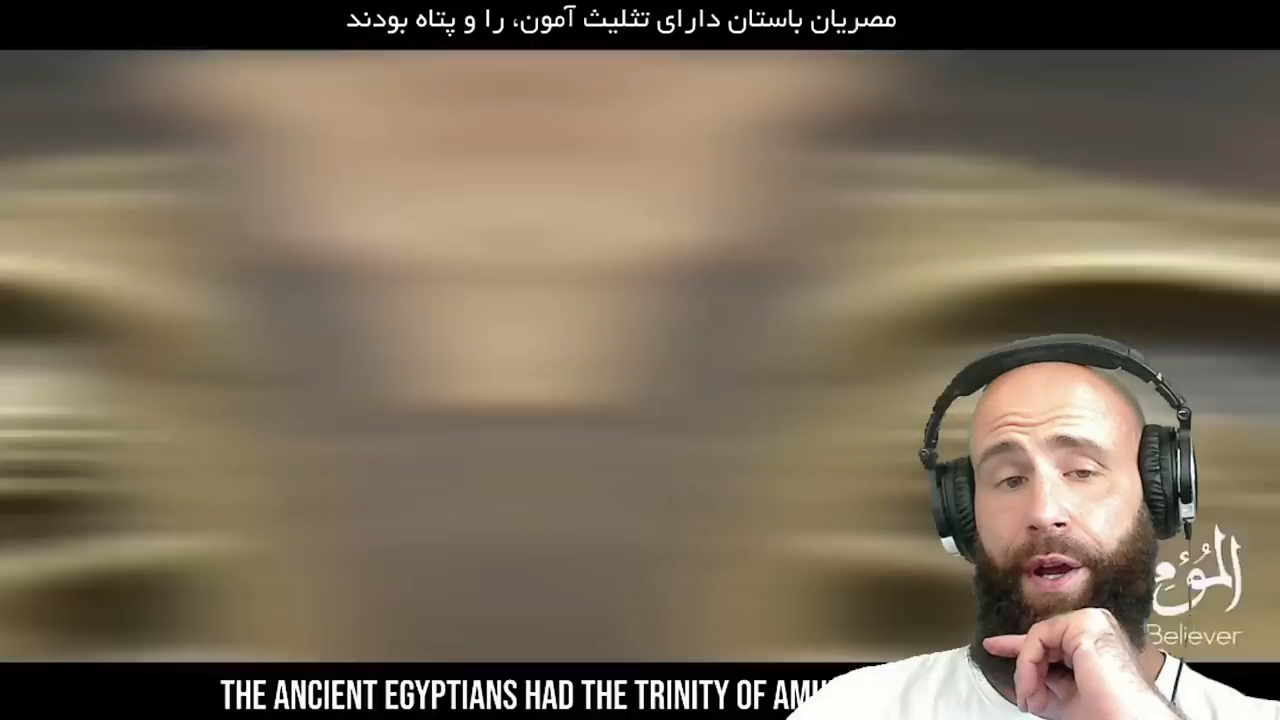 مصریان باستان دارای تثلیث آمون، را و پتاه بودند
Believer
THE ANCIENT EGYPTIANS HAD THE TRINITY OF